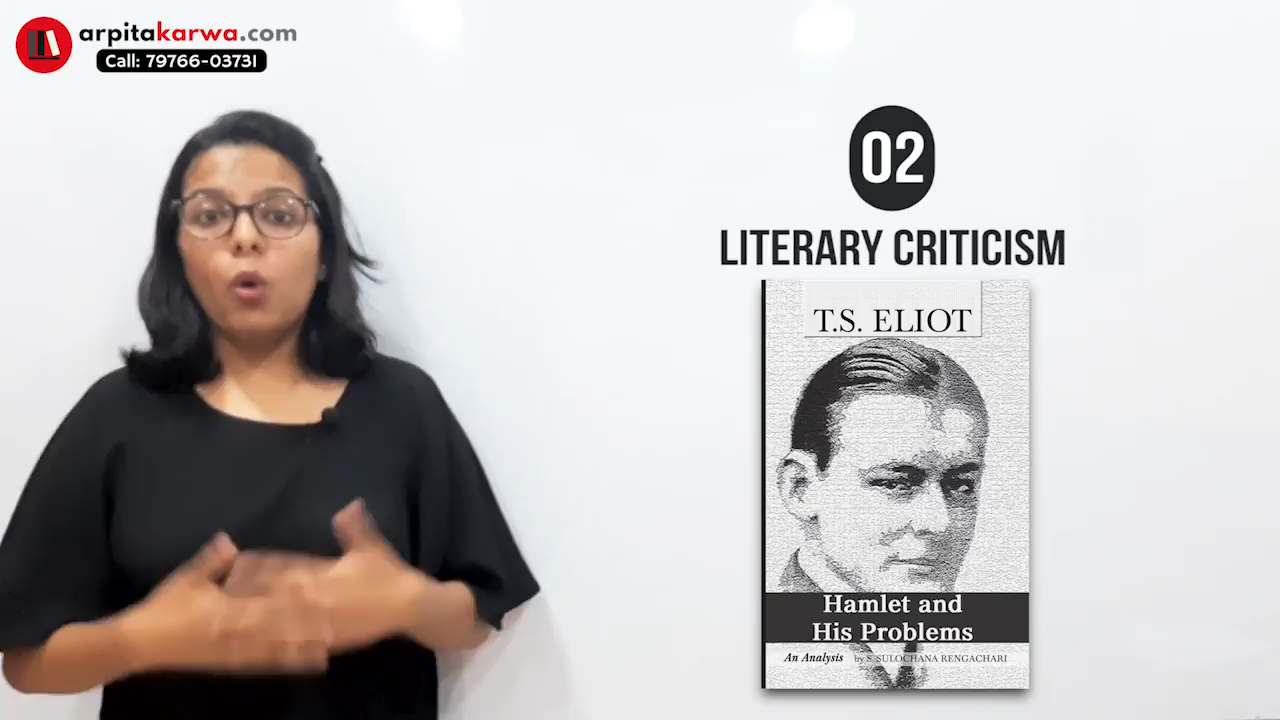 arpitakarwa.com
Call: 79766-03731
02
LITERARY CRITICISM
T.S. ELIOT
Hamlet and
His Problems
An Analysis by S. SULOCHANA RENGACHARI